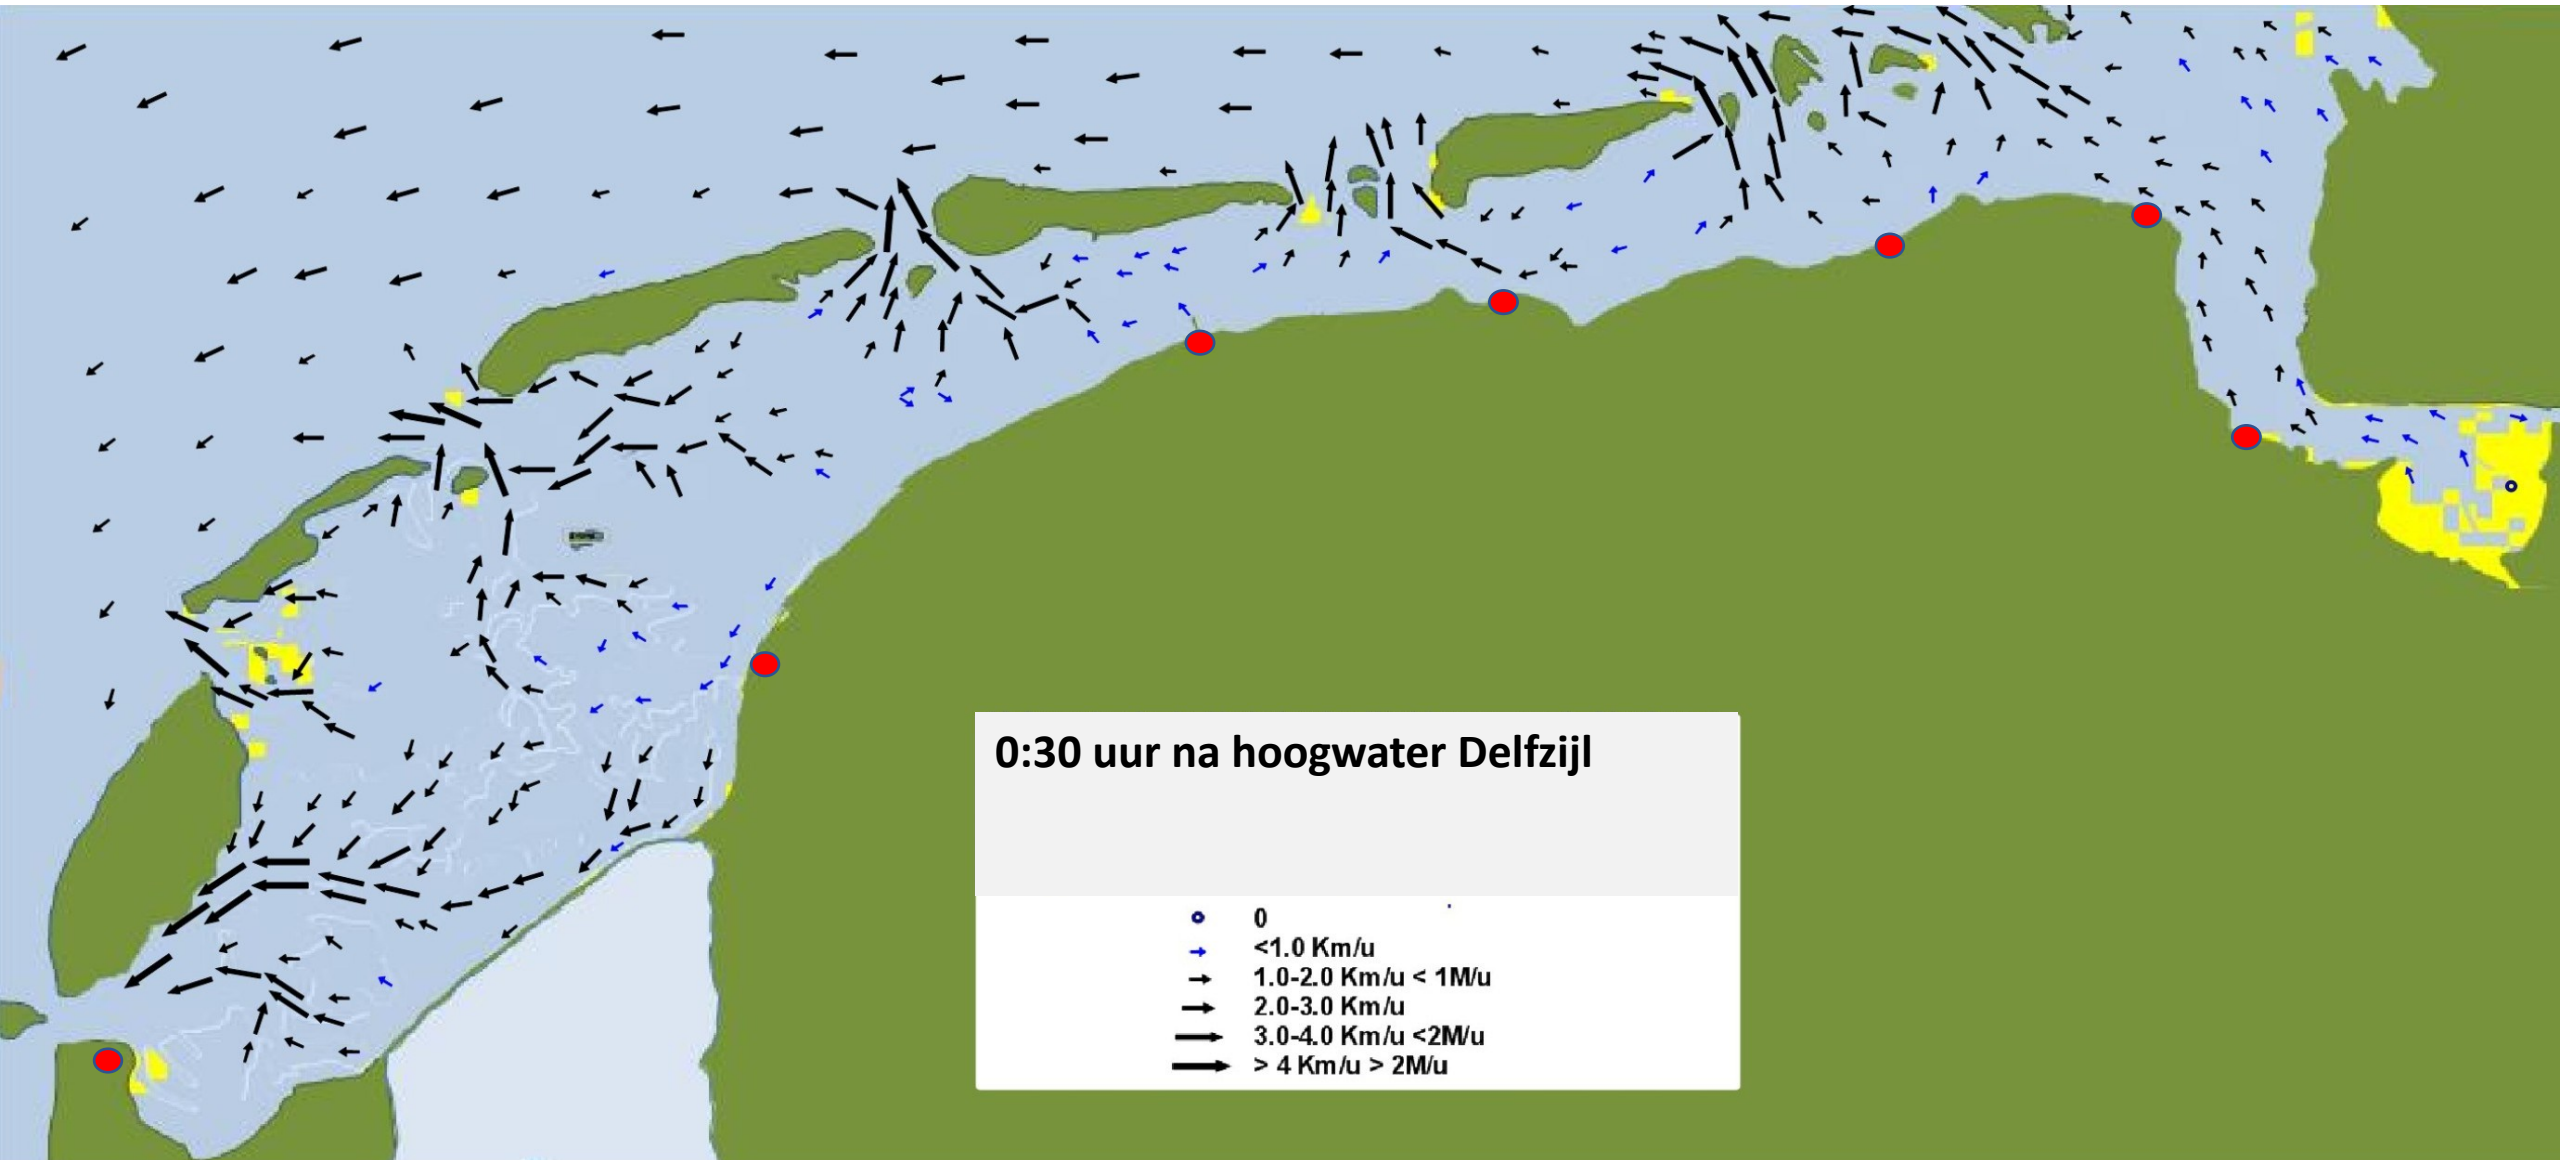 0:30 uur na hoogwater Delfzijl
0
<1.0 Km/u
1.0-2.0 Km/u < 1M/u
2.0-3.0 Km/u
3.0-4.0 Km/u <2M/u
> 4 Km/u > 2M/u